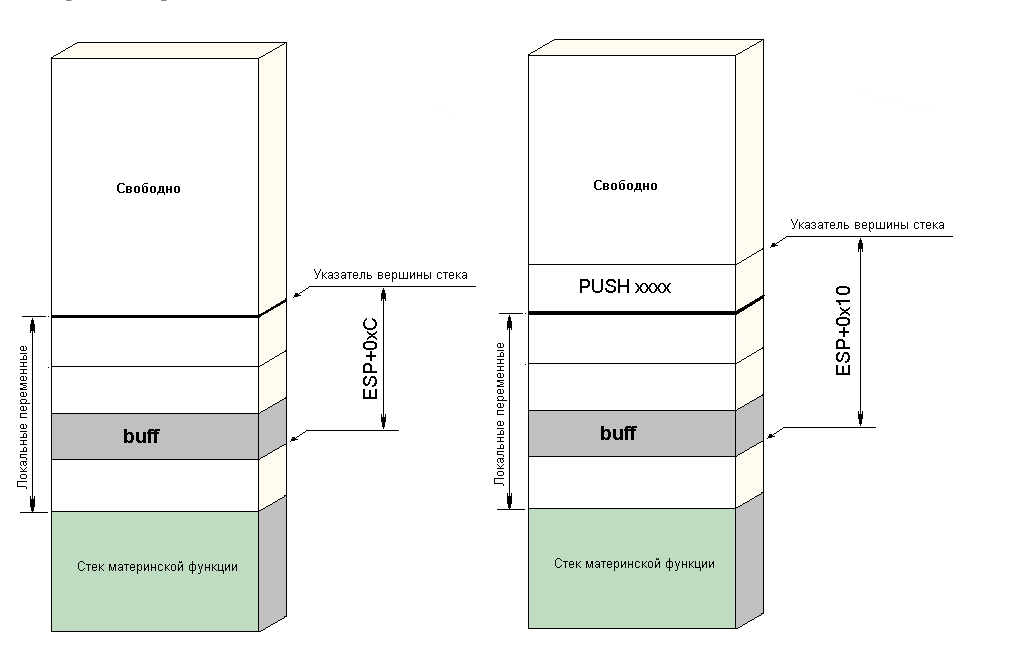 Свободно
Указатель вершины стека
ESP+0xC
Локальные переменные
buff
Стек материнской функции
Свободно
Указатель вершины стека
PUSH xxxx
ESP+0x10
Локальные переменные
buff
Стек материнской функции